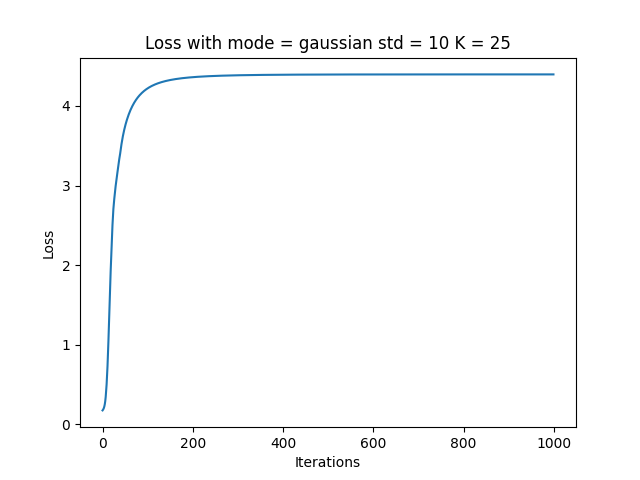 Loss with mode = gaussian std = 10 K = 25
4
3
2
1
0
Loss
0 200 400 600 800 1000
Iterations